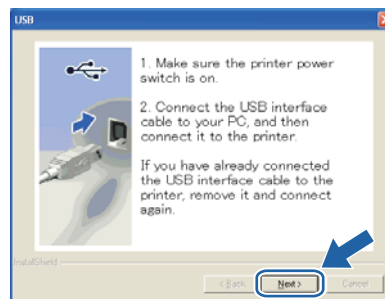 USB
1. Make sure the printer power
switch is on.
2. Connect the USB interface
cable to your PC, and then
connect it to the printer.
If you have already connected
the USB interface cable to the
printer, remove it and connect
again.
InstallShield
< Back Next > Cancel